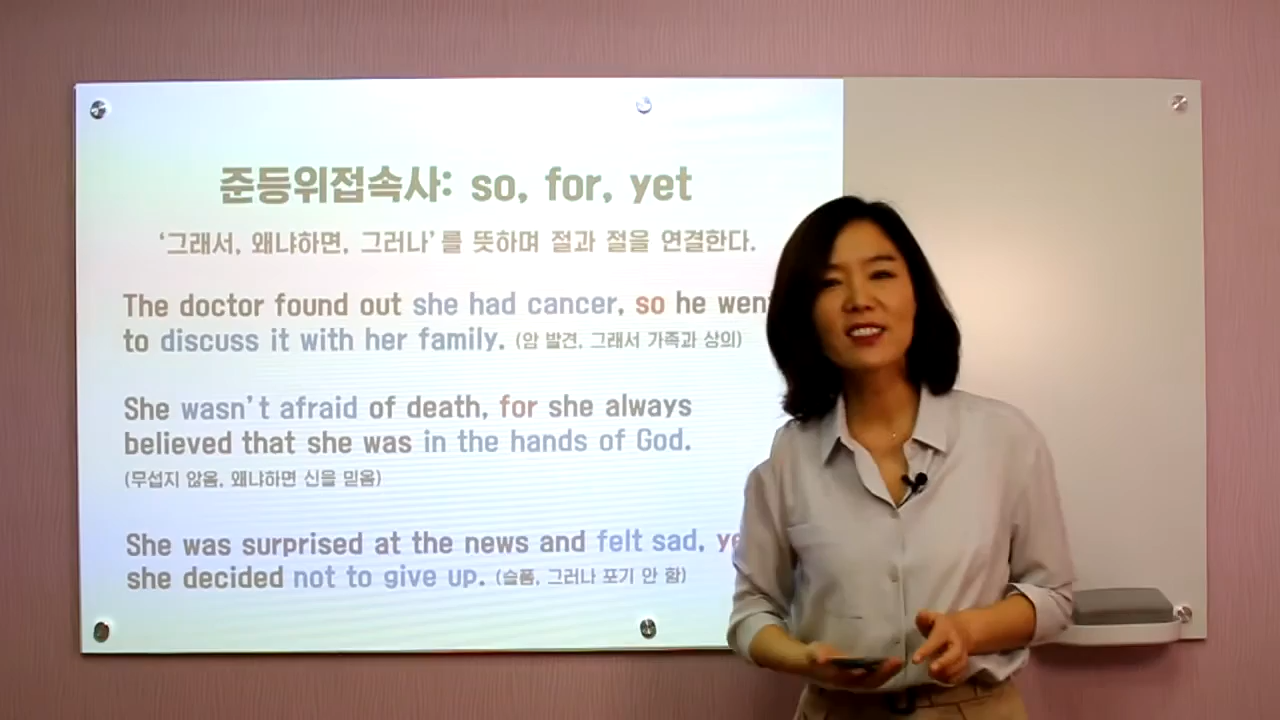 준등위접속사: so, for, yet
‘그래서, 왜냐하면, 그러나’를 뜻하며 절과 절을 연결한다.
The doctor found out she had cancer, so he
to discuss it with her family. (암 발견, 그래서 가족과 상의)
She wasn't afraid of death, for she always
believed that she was in the hands of God.
(무섭지 않음, 왜냐하면 신을 믿음)
She was surprised at the news and felt sad,
she decided not to give up. (슬픔, 그러나 포기 안 함)